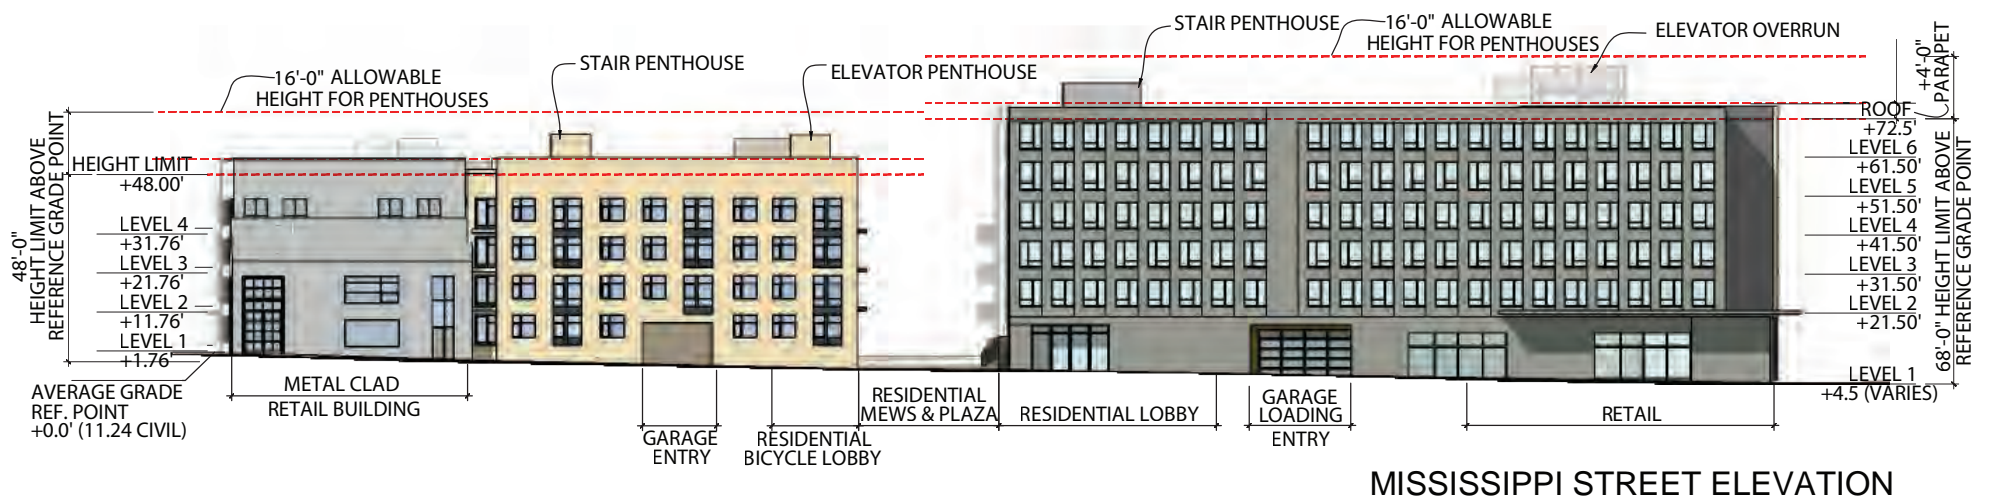 16'-0" ALLOWABLE
HEIGHT FOR PENTHOUSES
STAIR PENTHOUSE
ELEVATOR PENTHOUSE
STAIR PENTHOUSE
16'-0" ALLOWABLE
HEIGHT FOR PENTHOUSES
ELEVATOR OVERRUN
48'-0"
HEIGHT LIMIT ABOVE
REFERENCE GRADE POINT
HEIGHT LIMIT
+48.00'
LEVEL 4
+31.76'
LEVEL 3
+21.76'
LEVEL 2
+11.76'
LEVEL 1
+1.76'
AVERAGE GRADE
REF. POINT
+0.0' (11.24 CIVIL)
METAL CLAD
RETAIL BUILDING
GARAGE
ENTRY
RESIDENTIAL
BICYCLE LOBBY
RESIDENTIAL
MEWS & PLAZA
RESIDENTIAL LOBBY
GARAGE
LOADING
ENTRY
RETAIL
+4'-0"
PARAPET
ROOF
+72.5'
LEVEL 6
+61.50'
LEVEL 5
+51.50'
LEVEL 4
+41.50'
LEVEL 3
+31.50'
LEVEL 2
+21.50'
LEVEL 1
+4.5 (VARIES)
68'-0" HEIGHT LIMIT ABOVE
REFERENCE GRADE POINT
MISSISSIPPI STREET ELEVATION